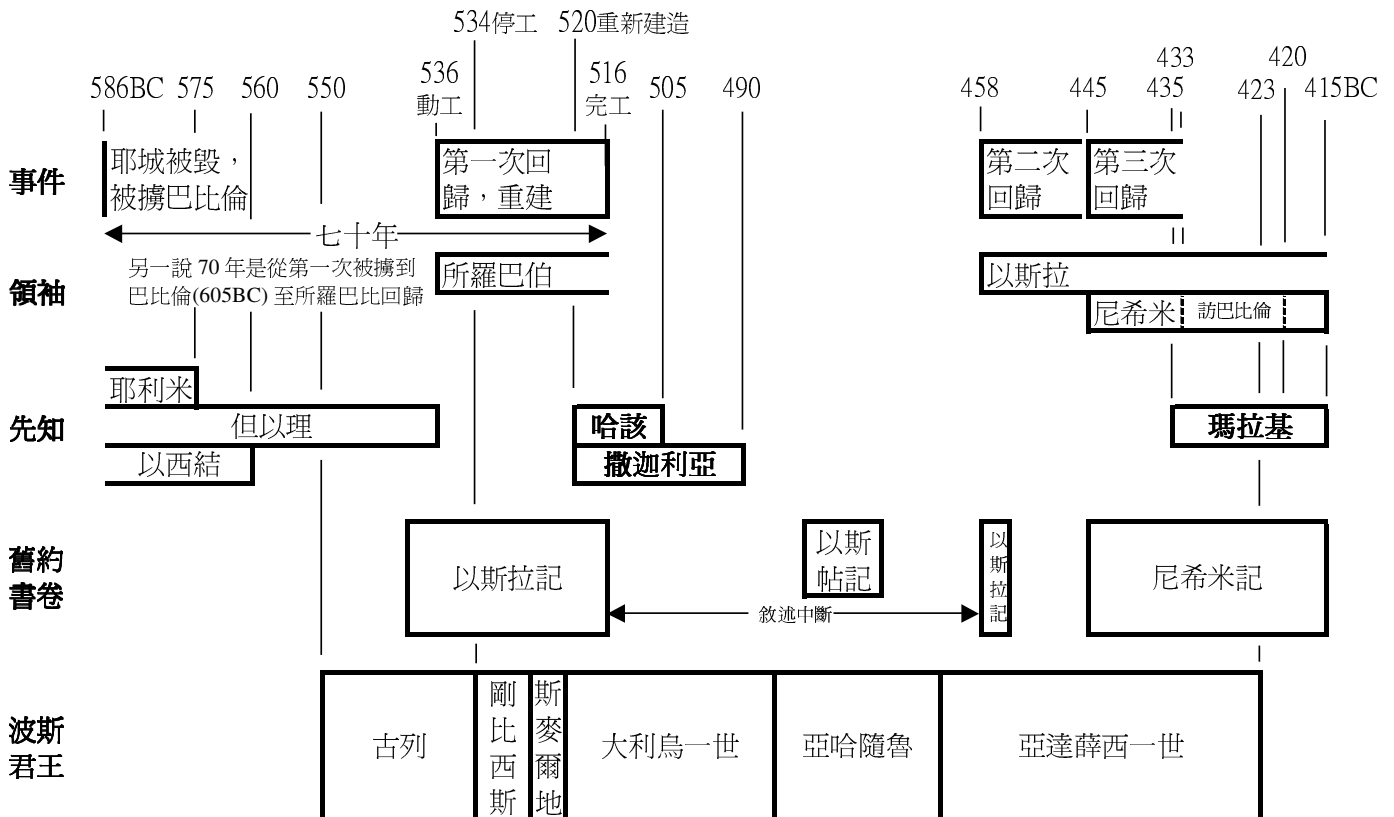 534停工 520重新建造
586BC 575 560 550 536 516 505 490 458 445 433 435 420 423 415BC
動工 完工
事件
耶城被毀，
被擄巴比倫
第一次回
歸，重建
第二次
回歸
第三次
回歸
七十年
領袖
另一說 70 年是從第一次被擄到
巴比倫(605BC) 至所羅巴比回歸
所羅巴伯
以斯拉
尼希米
訪巴比倫
先知
耶利米
但以理
以西結
哈該
撒迦利亞
瑪拉基
舊約
書卷
以斯拉記
以斯
帖記
敘述中斷
以斯拉記
尼希米記
波斯
君王
古列
剛比西斯
斯麥爾地
大利烏一世
亞哈隨魯
亞達薛西一世